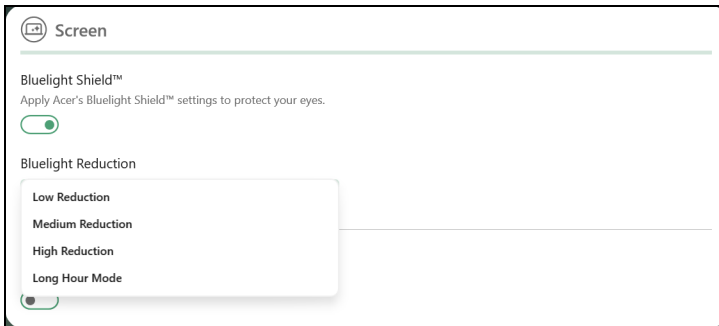 Screen
Bluelight Shield™
Apply Acer's Bluelight Shield™ settings to protect your eyes.
Bluelight Reduction
Low Reduction
Medium Reduction
High Reduction
Long Hour Mode